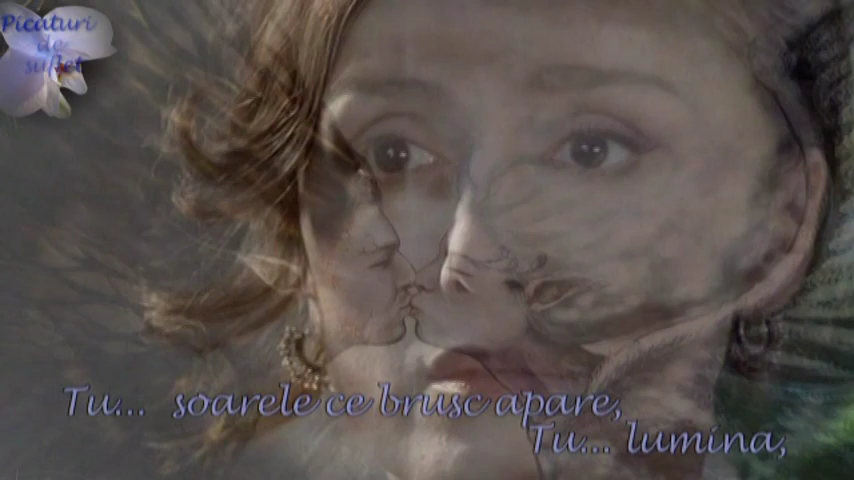 Picaturi
de
suflet
Tu... soarele ce brusc apare,
Tu... lumina,